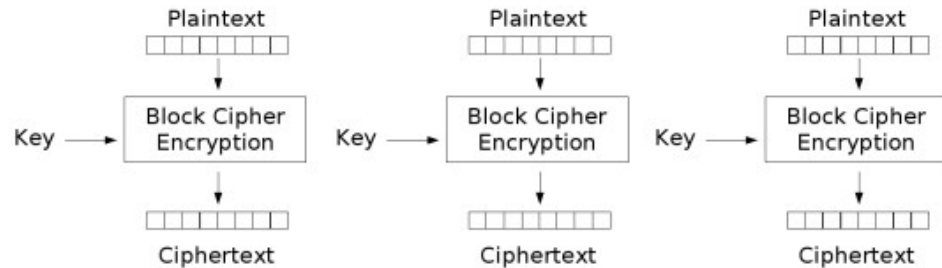 Plaintext Plaintext Plaintext
Key Block Cipher Encryption Key Block Cipher Encryption Key Block Cipher Encryption
Ciphertext Ciphertext Ciphertext